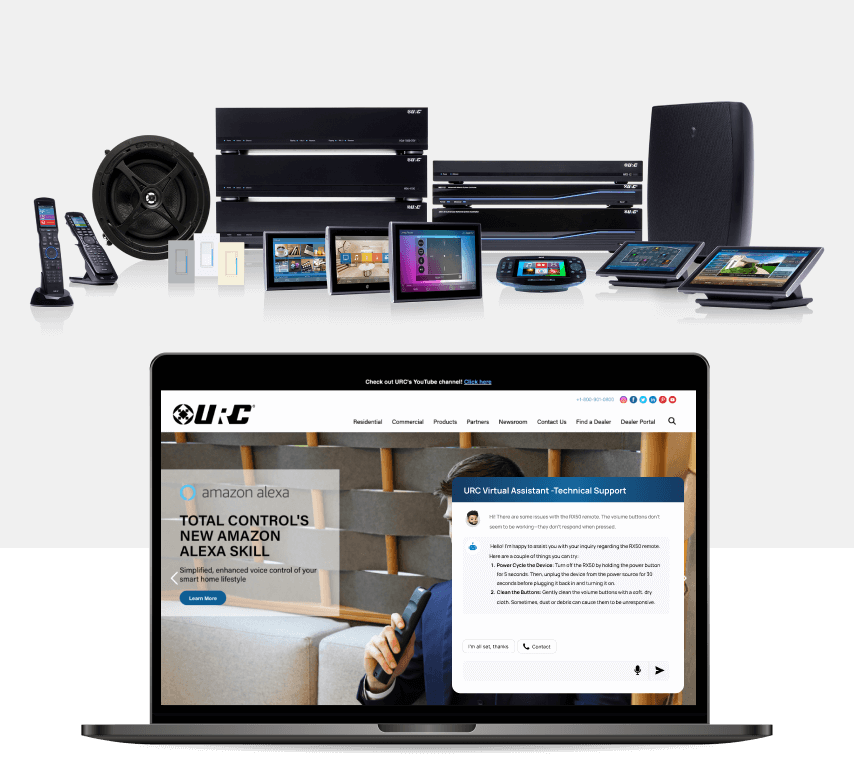 URC
URC
URC
URC
URC
URC
Check out URC's YouTube channel! Click here
URC
Residential Commercial Products Partners Newsroom Contact Us Find a Dealer Dealer Portal
amazon alexa
TOTAL CONTROL'S
NEW AMAZON
ALEXA SKILL
Simplified, enhanced voice control of your
smart home lifestyle
Learn More
URC Virtual Assistant -Technical Support
Hi! There are some issues with the RX50 remote. The volume buttons don't
seem to be working—they don't respond when pressed.
Hello! I'm happy to assist you with your inquiry regarding the RX50 remote.
Here are a couple of things you can try:
1. Power Cycle the Device: Turn off the RX50 by holding the power button
for 5 seconds. Then, unplug the device from the power source for 30
seconds before plugging it back in and turning it on.
2. Clean the Buttons: Gently clean the volume buttons with a soft, dry
cloth. Sometimes, dust or debris can cause them to be unresponsive.
I'm all set, thanks
Contact